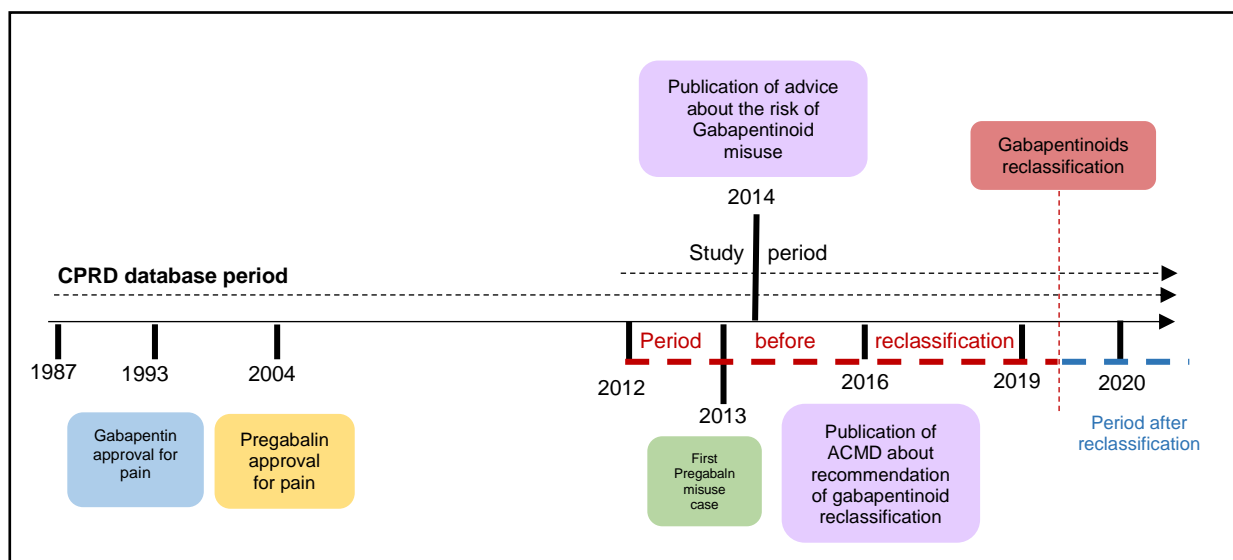 Publication of advice
about the risk of
Gabapentinoid
misuse
Gabapentinoids
reclassification
2014
Study period
CPRD database period
Period before reclassification
1987
1993
2004
2012
2013
2016
2019
2020
Gabapentin
approval for
pain
Pregabalin
approval
for pain
First
Pregabaln
misuse
case
Publication of
ACMD about
recommendation
of gabapentinoid
reclassification
Period after
reclassification